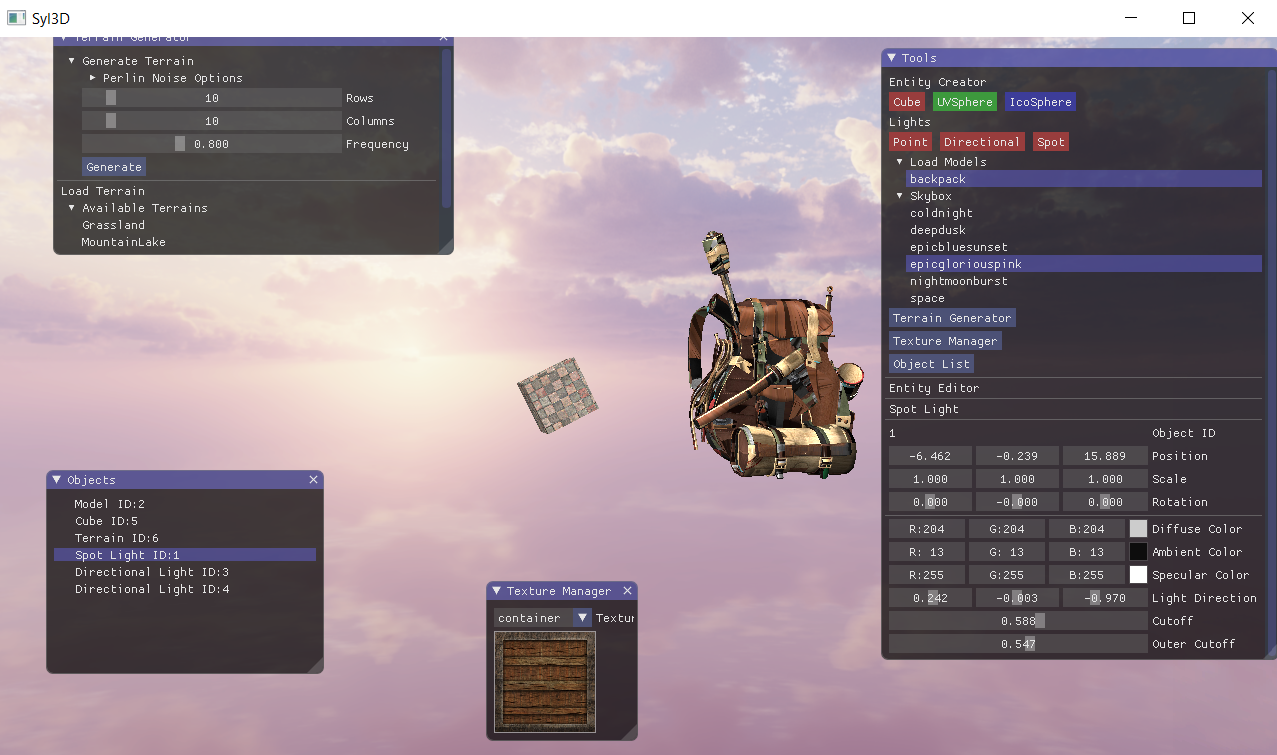 Syl3D
Terrain Generator
Generate Terrain
Perlin Noise Options
10 Rows
10 Columns
0.800 Frequency
Generate
Load Terrain
Available Terrains
Grassland
MountainLake
Tools
Entity Creator
Cube UVSphere IcoSphere
Lights
Point Directional Spot
Load Models
backpack
Skybox
coldnight
deepdusk
epicbluesunset
epicgloriouspink
nightmoonburst
space
Terrain Generator
Texture Manager
Object List
Entity Editor
Spot Light
1 Object ID
-6.462 -0.239 15.889 Position
1.000 1.000 1.000 Scale
0.000 -0.000 0.000 Rotation
R:204 G:204 B:204 Diffuse Color
R: 13 G: 13 B: 13 Ambient Color
R:255 G:255 B:255 Specular Color
0.242 -0.003 -0.970 Light Direction
0.588 Cutoff
0.547 Outer Cutoff
Objects
Model ID:2
Cube ID:5
Terrain ID:6
Spot Light ID:1
Directional Light ID:3
Directional Light ID:4
Texture Manager
container Textur